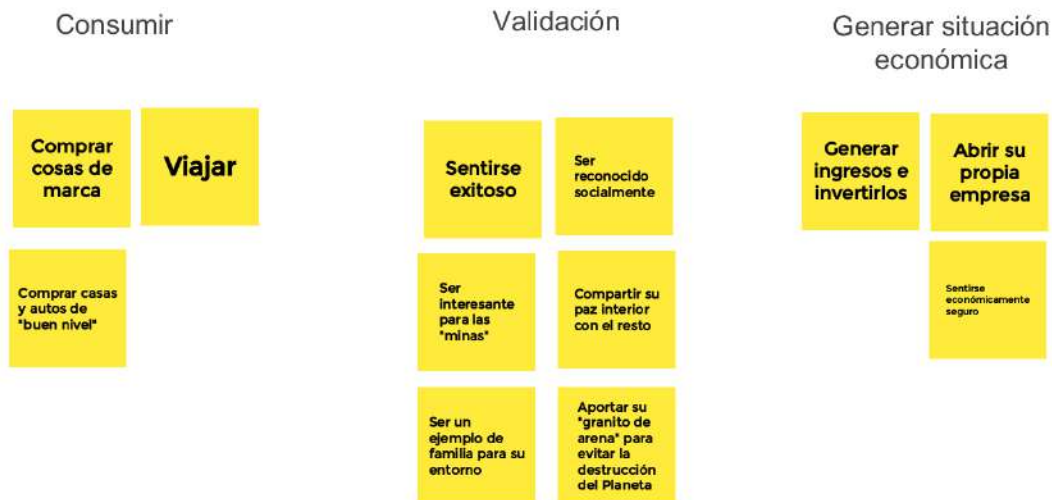 Consumir
Comprar
cosas de
marca
Viajar
Comprar casas
y autos de
"buen nivel"
Validación
Sentirse
exitoso
Ser
reconocido
socialmente
Ser
interesante
para las
"minas"
Compartir su
paz interior
con el resto
Ser un
ejemplo de
familia para su
entorno
Aportar su
"granito de
arena" para
evitar la
destrucción
del Planeta
Generar situación
económica
Generar
ingresos e
invertirlos
Abrir su
propia
empresa
Sentirse
económicamente
seguro